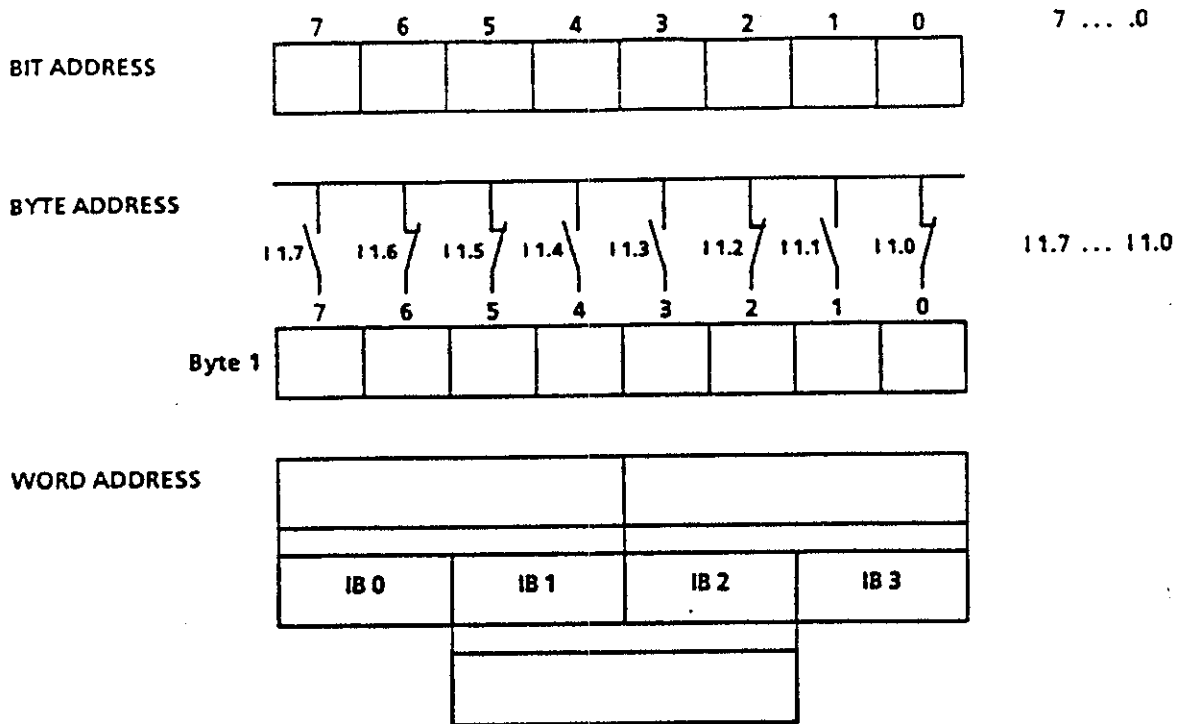 7 6 5 4 3 2 1 0 7 ... .0
BIT ADDRESS
BYTE ADDRESS
I 1.7 I 1.6 I 1.5 I 1.4 I 1.3 I 1.2 I 1.1 I 1.0 I 1.7 ... I 1.0
7 6 5 4 3 2 1 0
Byte 1
WORD ADDRESS
IB 0 IB 1 IB 2 IB 3